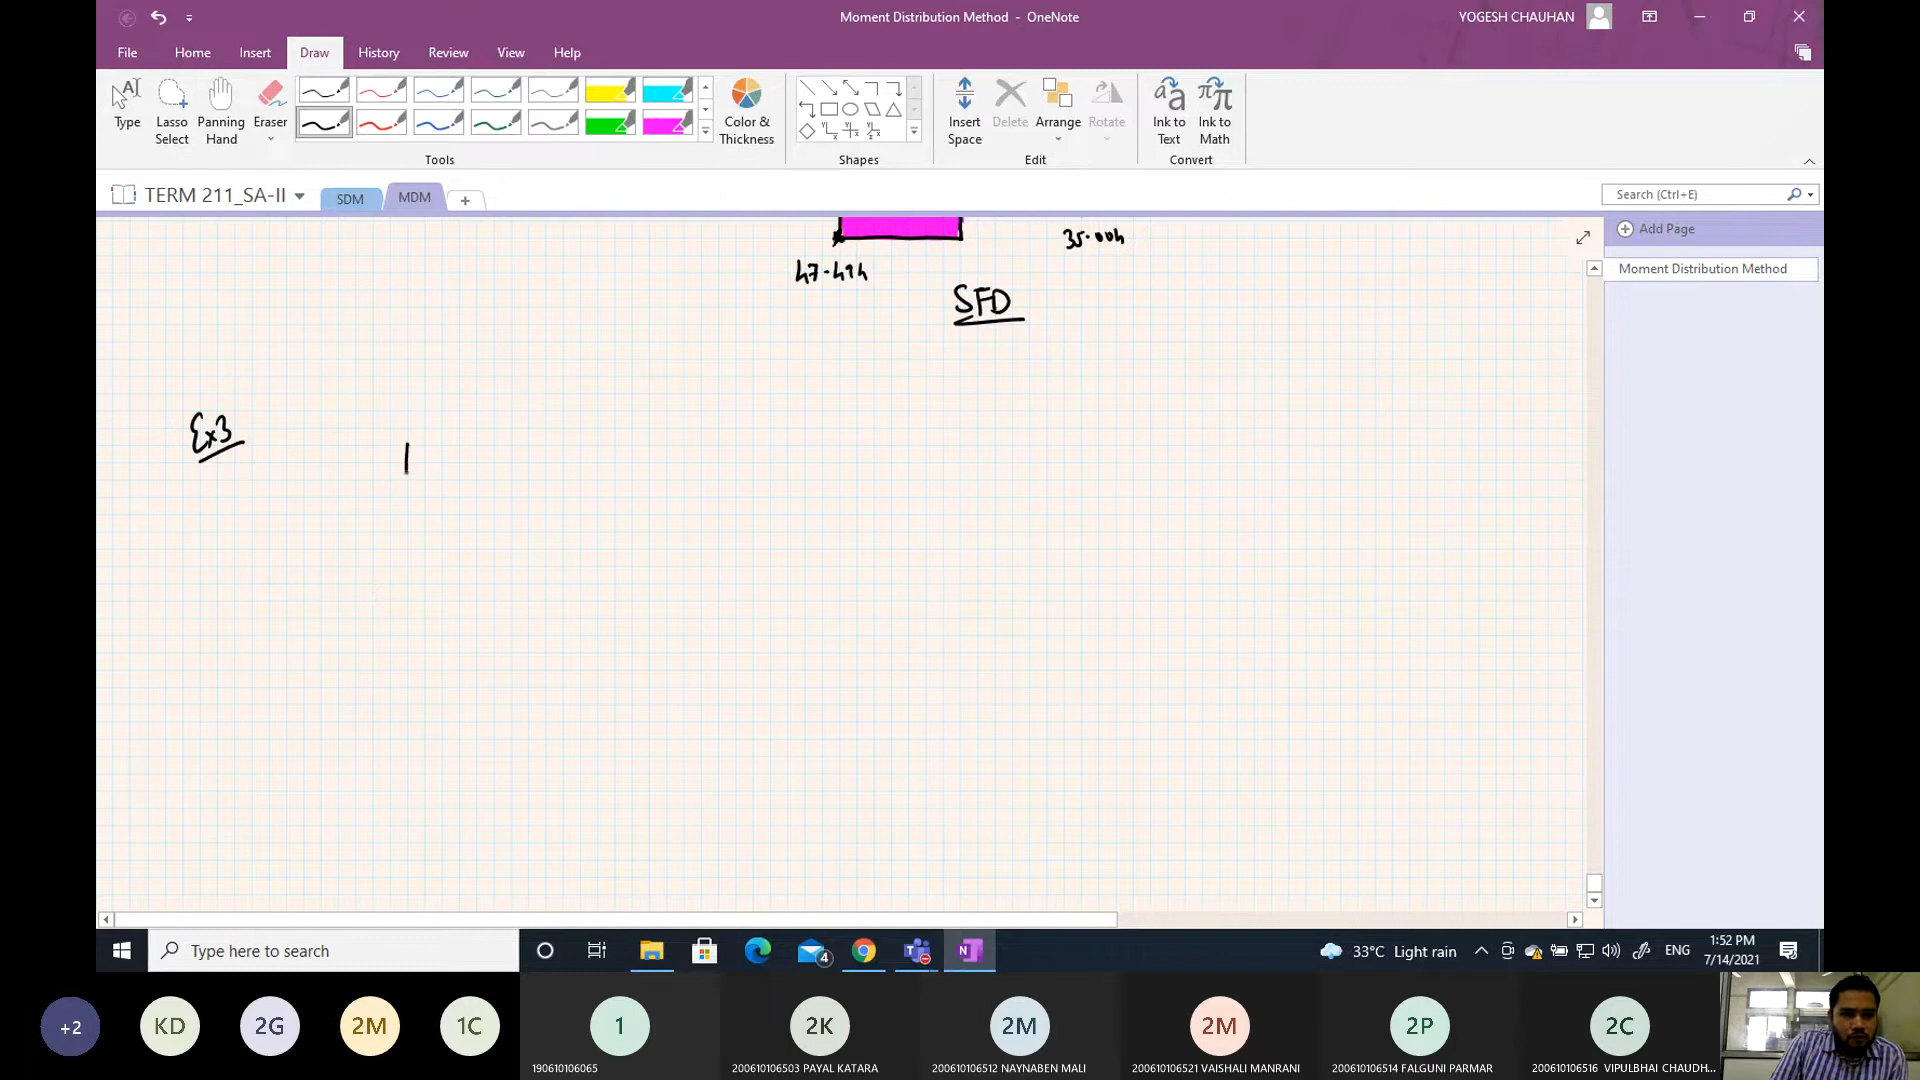 Moment Distribution Method - OneNote
YOGESH CHAUHAN
File Home Insert Draw History Review View Help
Type
Lasso Select
Panning Hand
Eraser
Color & Thickness
Insert Space
Delete
Arrange
Rotate
Ink to Text
Ink to Math
Tools
Shapes
Edit
Convert
TERM 211_SA-II
SDM
MDM
Search (Ctrl+E)
Add Page
Moment Distribution Method
35.004
47.494
SFD
Ex3
Type here to search
4
33°C Light rain
ENG
1:52 PM
7/14/2021
+2
KD
2G
2M
1C
1
2K
2M
2M
2P
2C
190610106065
200610106503 PAYAL KATARA
200610106512 NAYNABEN MALI
200610106521 VAISHALI MANRANI
200610106514 FALGUNI PARMAR
200610106516 VIPULBHAI CHAUDH...